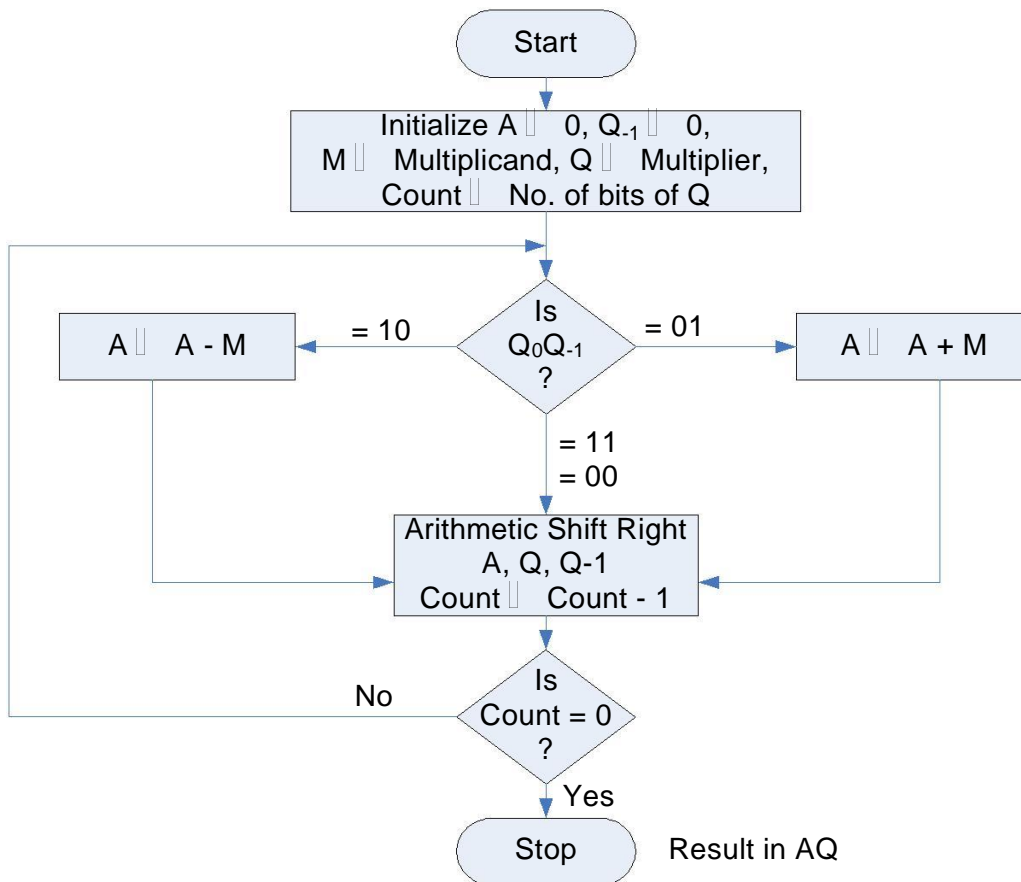 Start
Initialize A 0, Q-1 0,
M Multiplicand, Q Multiplier,
Count No. of bits of Q
Is
Q0Q-1
?
= 10
= 01
A A - M
A A + M
= 11
= 00
Arithmetic Shift Right
A, Q, Q-1
Count Count - 1
Is
Count = 0
?
No
Yes
Stop
Result in AQ